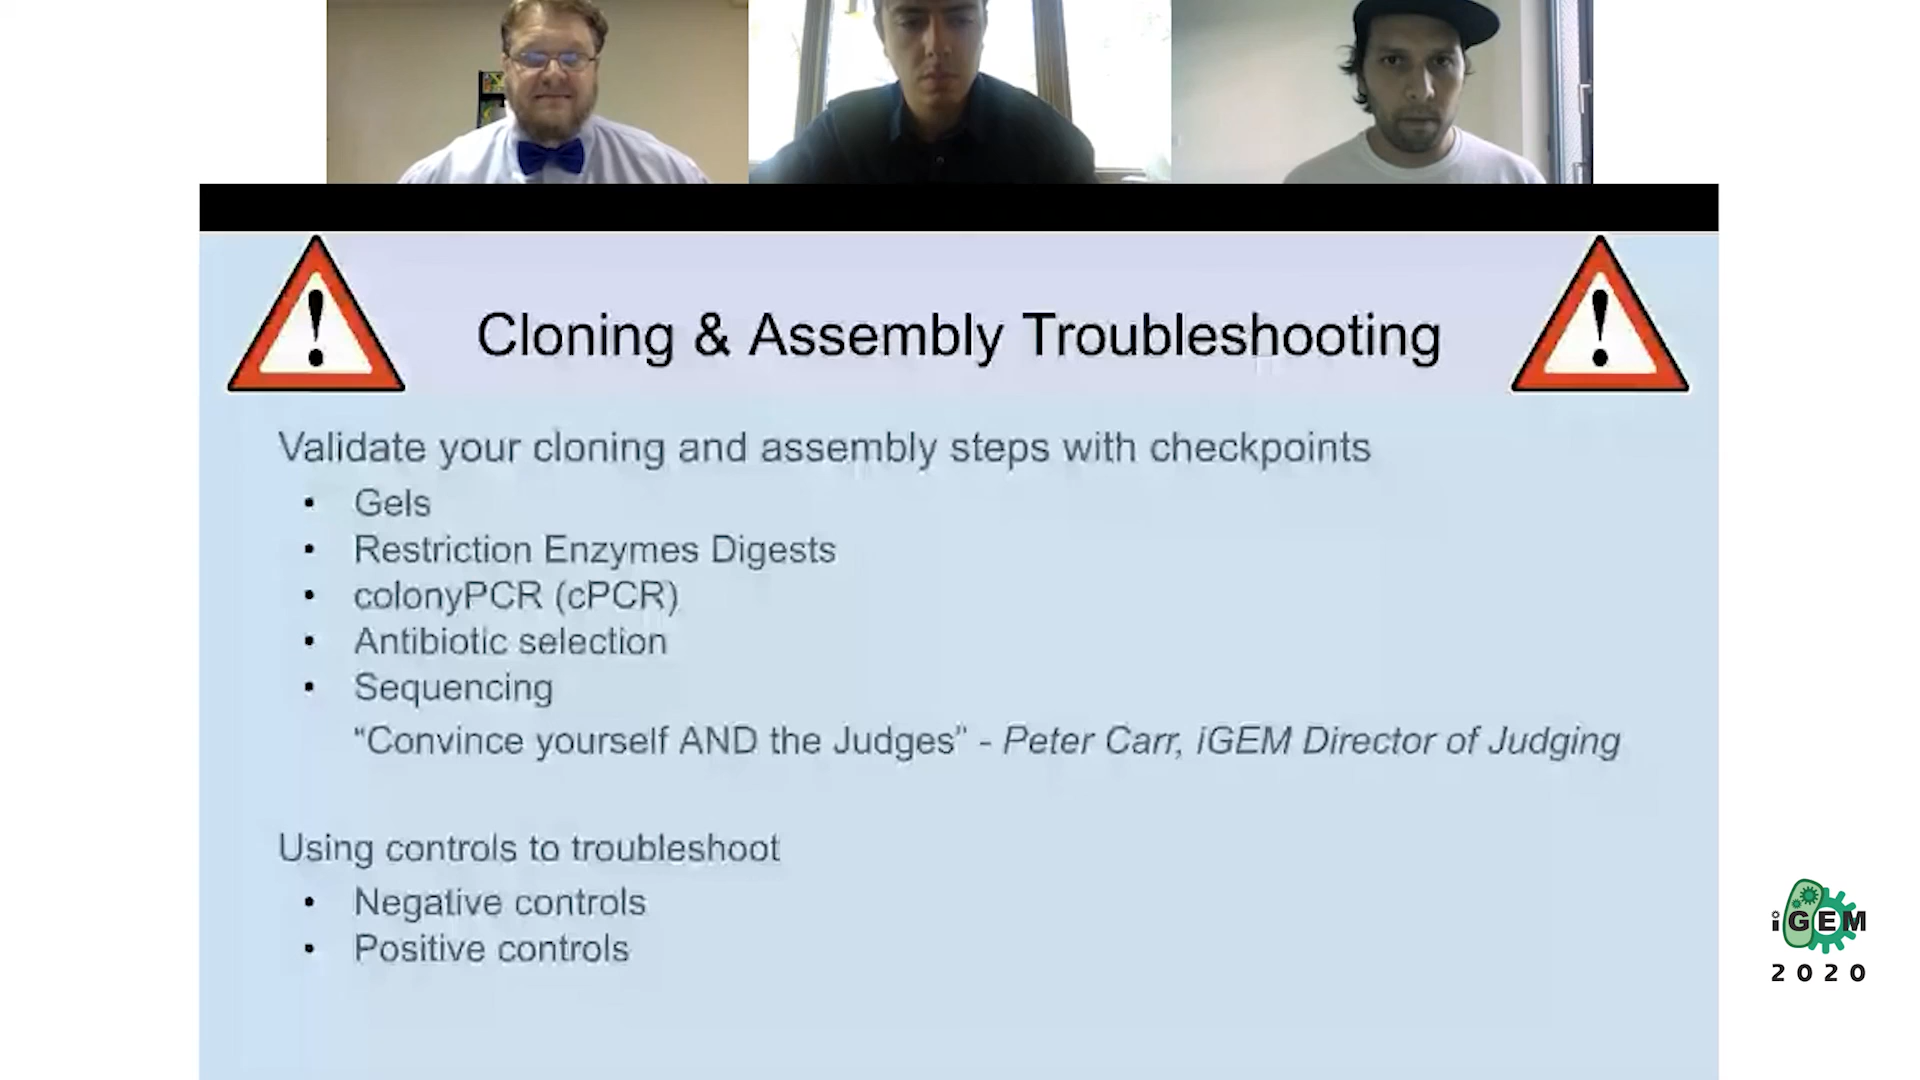 Cloning & Assembly Troubleshooting
Validate your cloning and assembly steps with checkpoints
• Gels
• Restriction Enzymes Digests
• colonyPCR (cPCR)
• Antibiotic selection
• Sequencing
“Convince yourself AND the Judges” - Peter Carr, iGEM Director of Judging
Using controls to troubleshoot
• Negative controls
• Positive controls
iGEM
2020